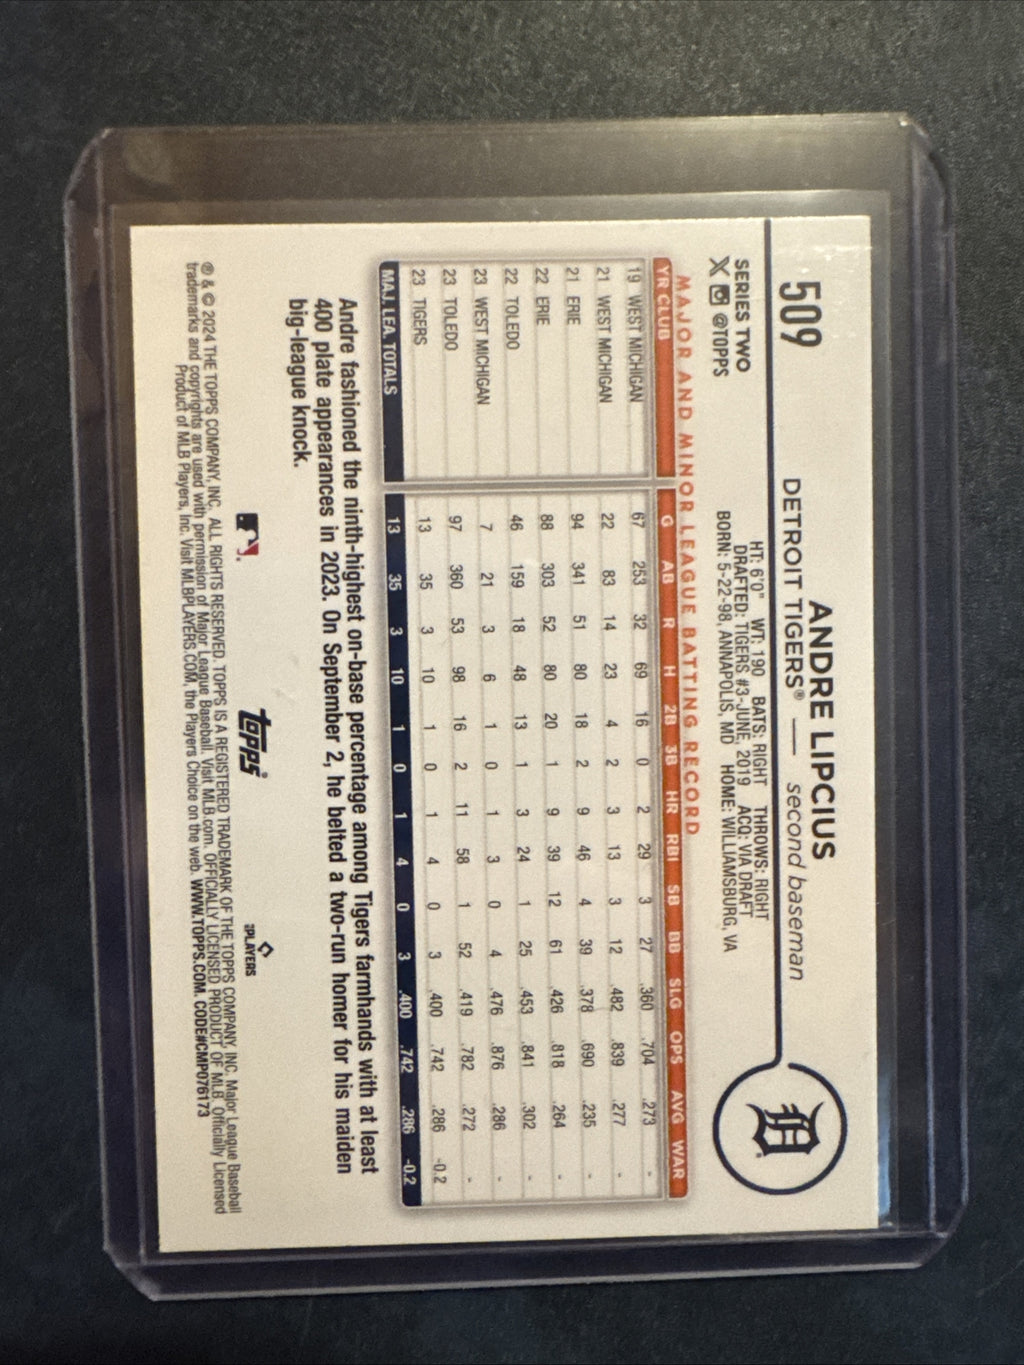 509
ANDRE LIPCIUS
DETROIT TIGERS® — second baseman
SERIES TWO
@TOPPS
HT: 6'0" WT: 190 BATS: RIGHT THROWS: RIGHT
DRAFTED: TIGERS #3-JUNE, 2019 ACQ: VIA DRAFT
BORN: 5-22-98, ANNAPOLIS, MD HOME: WILLIAMSBURG, VA
MAJOR AND MINOR LEAGUE BATTING RECORD
YR CLUB G AB R H 2B 3B HR RBI SB BB SLG OPS AVG WAR
19 WEST MICHIGAN 67 253 32 69 16 0 2 29 3 27 .360 .704 .273 -
21 WEST MICHIGAN 22 83 14 23 4 2 3 13 3 12 .482 .839 .277 -
21 ERIE 94 341 51 80 18 2 9 46 4 39 .378 .690 .235 -
22 ERIE 88 303 52 80 20 1 9 39 12 61 .426 .818 .264 -
22 TOLEDO 46 159 18 48 13 1 3 24 1 25 .453 .841 .302 -
23 WEST MICHIGAN 7 21 3 6 1 0 1 3 0 4 .476 .876 .286 -
23 TOLEDO 97 360 53 98 16 2 11 58 1 52 .419 .782 .272 -
23 TIGERS 13 35 3 10 1 0 1 4 0 3 .400 .742 .286 -0.2
MAJ. LEA. TOTALS 13 35 3 10 1 0 1 4 0 3 .400 .742 .286 -0.2
Andre fashioned the ninth-highest on-base percentage among Tigers farmhands with at least
400 plate appearances in 2023. On September 2, he belted a two-run homer for his maiden
big-league knock.
topps®
PLAYERS
® & © 2024 THE TOPPS COMPANY, INC. ALL RIGHTS RESERVED. TOPPS IS A REGISTERED TRADEMARK OF THE TOPPS COMPANY, INC. Major League Baseball
trademarks and copyrights are used with permission of Major League Baseball. Visit MLB.com. OFFICIALLY LICENSED PRODUCT OF MLB Officially Licensed
Product of MLB Players, Inc. Visit MLBPLAYERS.COM, the Players Choice on the web. WWW.TOPPS.COM. CODE#CMP076173